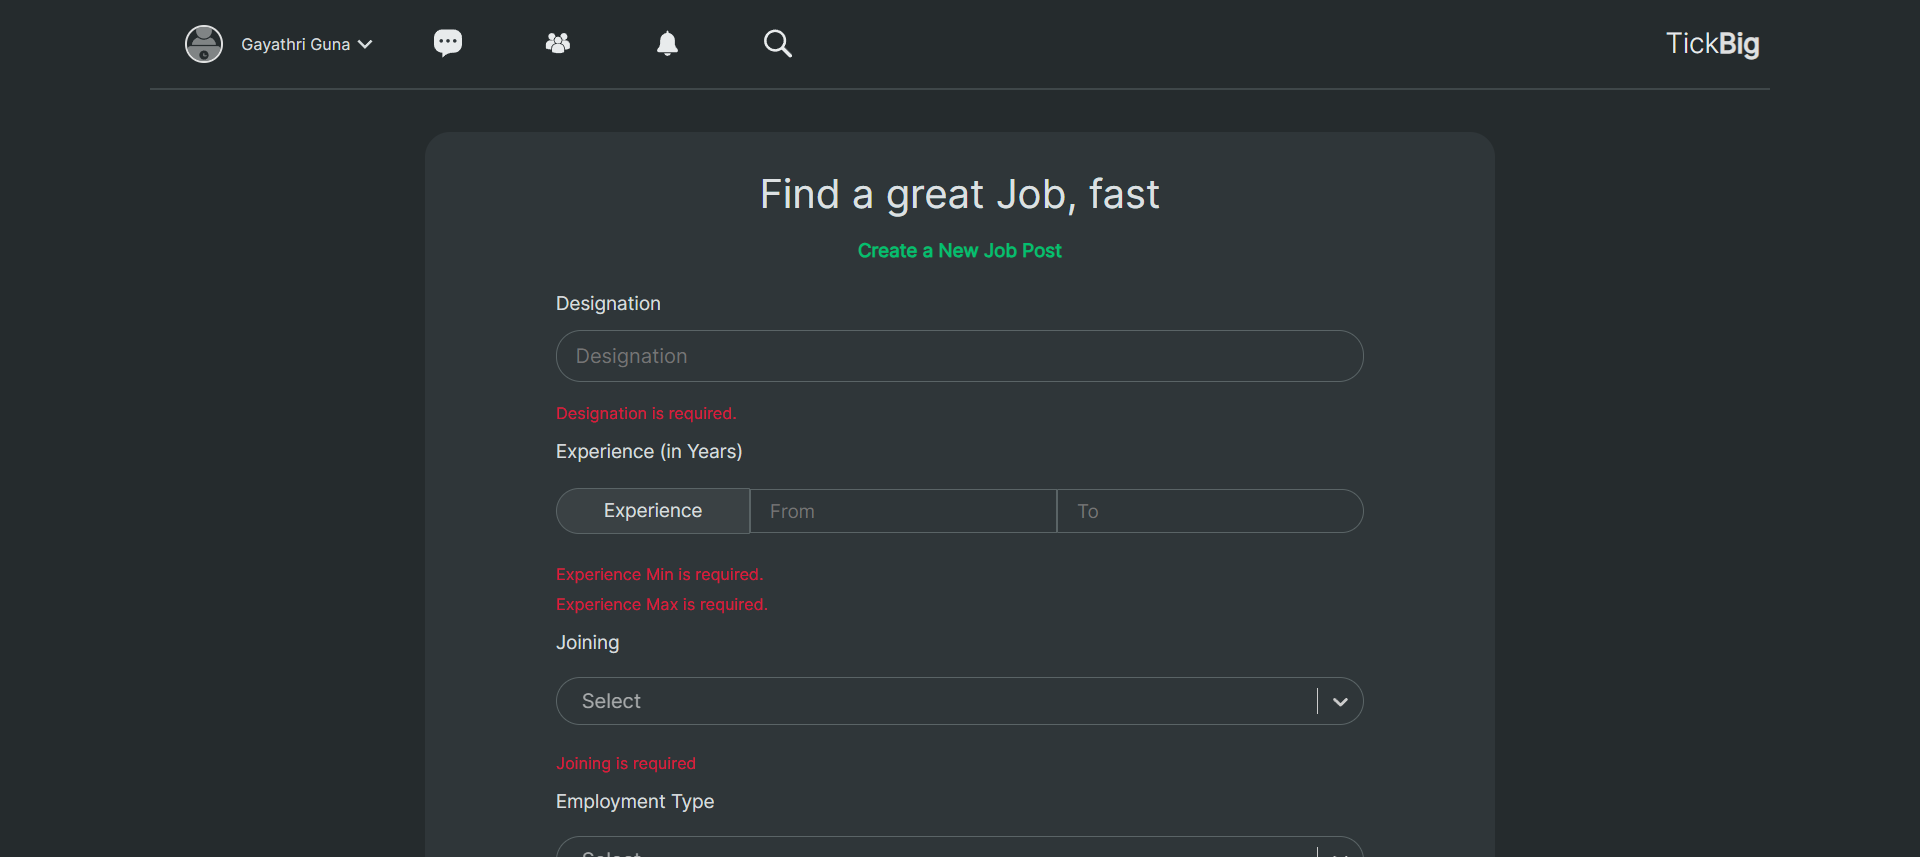 Gayathri Guna
TickBig
Find a great Job, fast
Create a New Job Post
Designation
Designation
Designation is required.
Experience (in Years)
Experience From To
Experience Min is required.
Experience Max is required.
Joining
Select
Joining is required
Employment Type